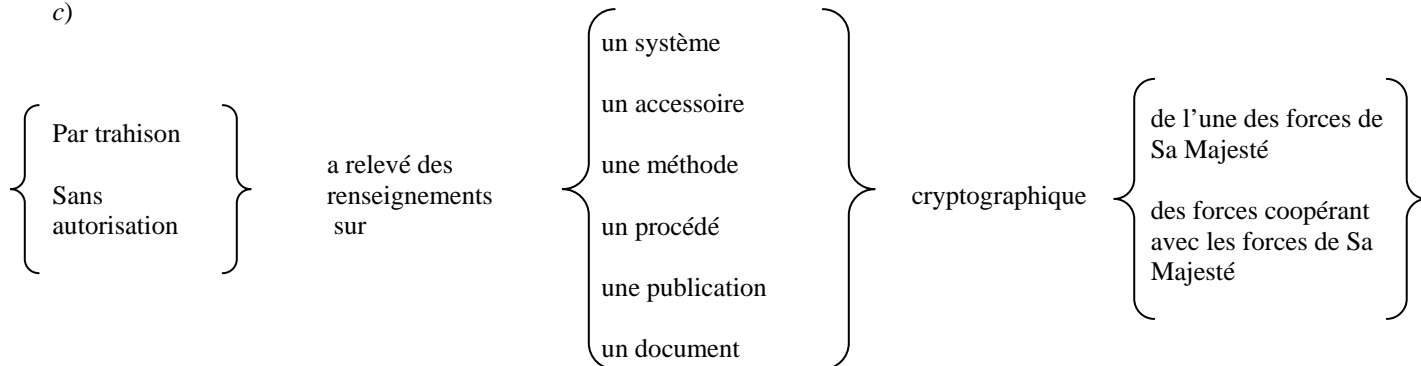 c)
Par trahison
Sans
autorisation
a relevé des
renseignements
sur
un système
un accessoire
une méthode
un procédé
une publication
un document
cryptographique
de l’une des forces de
Sa Majesté
des forces coopérant
avec les forces de Sa
Majesté